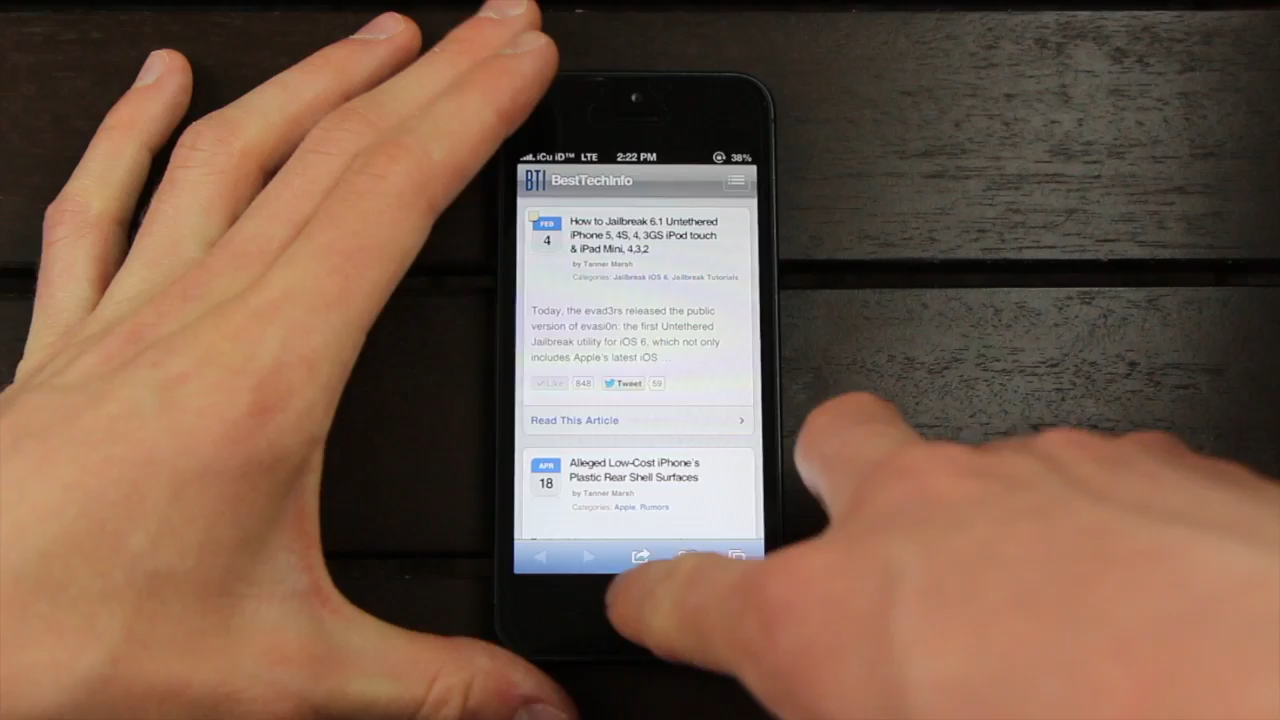 iCu iD™ LTE 2:22 PM 38%
BTI BestTechInfo
FEB
4
How to Jailbreak 6.1 Untethered
iPhone 5, 4S, 4, 3GS iPod touch
& iPad Mini, 4,3,2
by Tanner Marsh
Categories: Jailbreak iOS 6, Jailbreak Tutorials
Today, the evad3rs released the public
version of evasi0n: the first Untethered
Jailbreak utility for iOS 6, which not only
includes Apple's latest iOS ...
Like 848 Tweet 59
Read This Article
APR
18
Alleged Low-Cost iPhone's
Plastic Rear Shell Surfaces
by Tanner Marsh
Categories: Apple, Rumors